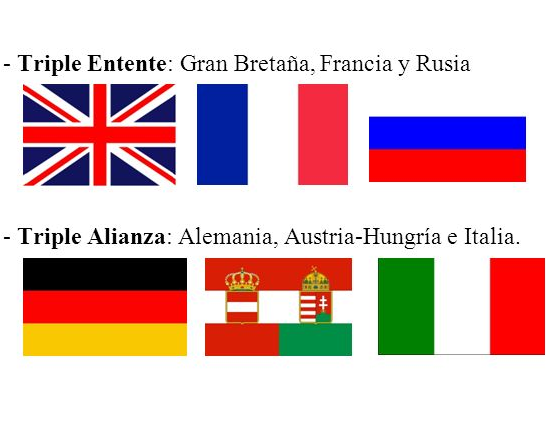 - Triple Entente: Gran Bretaña, Francia y Rusia
- Triple Alianza: Alemania, Austria-Hungría e Italia.